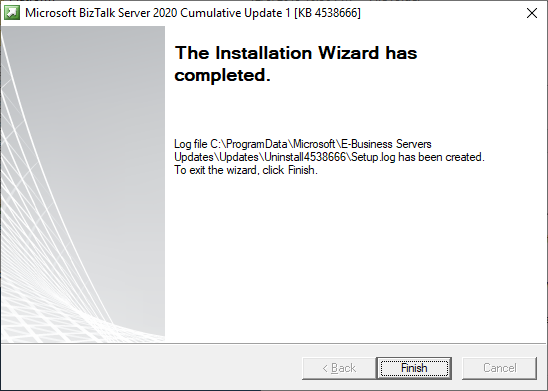 Microsoft BizTalk Server 2020 Cumulative Update 1 [KB 4538666]
The Installation Wizard has
completed.
Log file C:\ProgramData\Microsoft\E-Business Servers
Updates\Updates\Uninstall4538666\Setup.log has been created.
To exit the wizard, click Finish.
< Back
Finish
Cancel